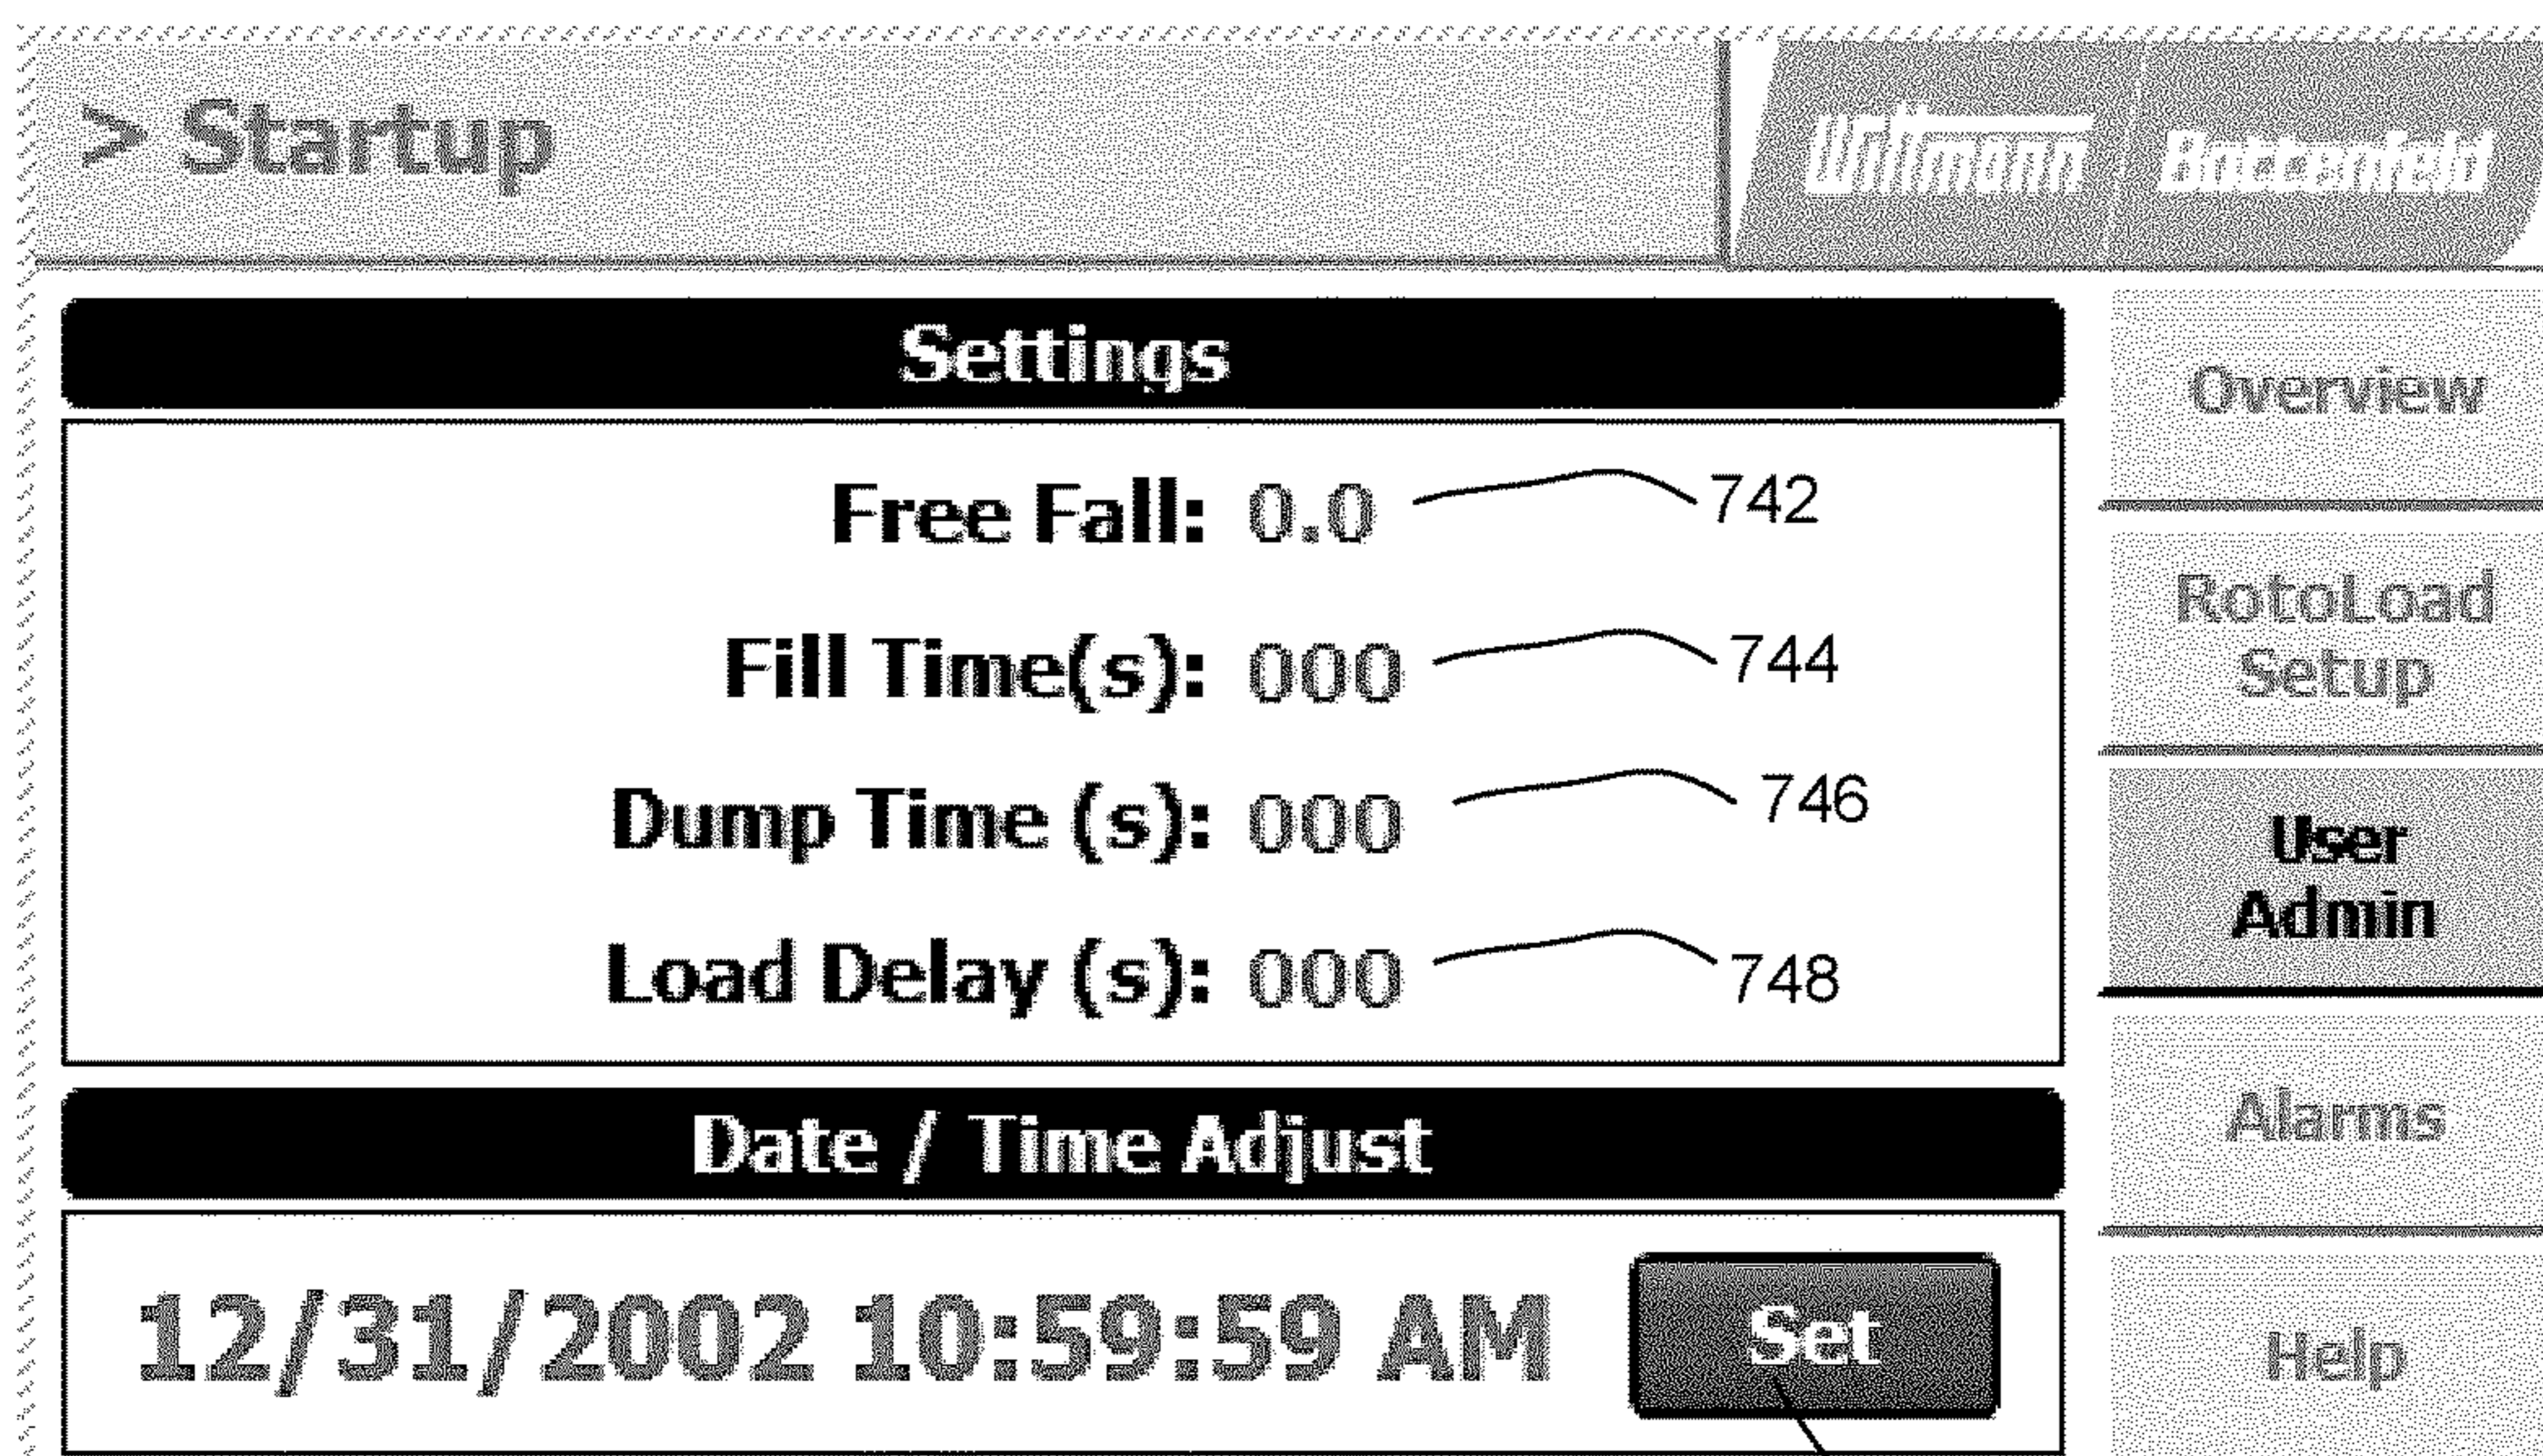 > Startup
Wittmann Battenfeld
Settings
Free Fall: 0.0 742
Fill Time(s): 000 744
Dump Time (s): 000 746
Load Delay (s): 000 748
Date / Time Adjust
12/31/2002 10:59:59 AM Set
Overview
RotoLoad
Setup
User
Admin
Alarms
Help